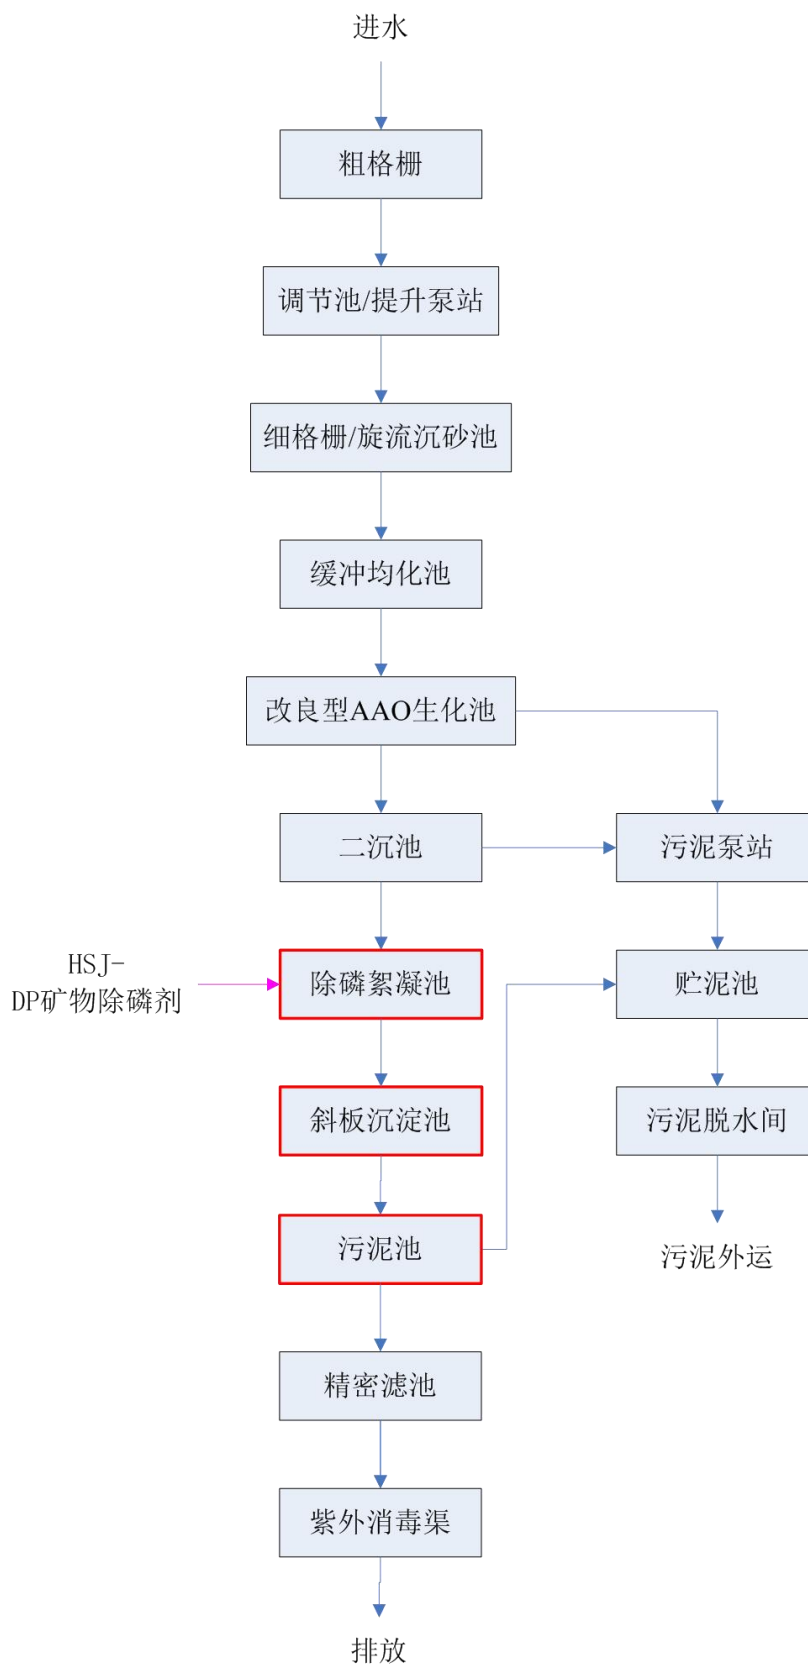 进水
粗格栅
调节池/提升泵站
细格栅/旋流沉砂池
缓冲均化池
改良型AAO生化池
二沉池
污泥泵站
HSJ-
DP矿物除磷剂
除磷絮凝池
贮泥池
斜板沉淀池
污泥脱水间
污泥池
污泥外运
精密滤池
紫外消毒渠
排放